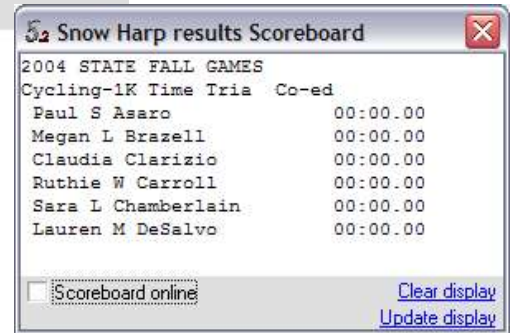 5.2 Snow Harp results Scoreboard
2004 STATE FALL GAMES
Cycling-1K Time Tria Co-ed
Paul S Asaro 00:00.00
Megan L Brazell 00:00.00
Claudia Clarizio 00:00.00
Ruthie W Carroll 00:00.00
Sara L Chamberlain 00:00.00
Lauren M DeSalvo 00:00.00
Scoreboard online Clear display
Update display